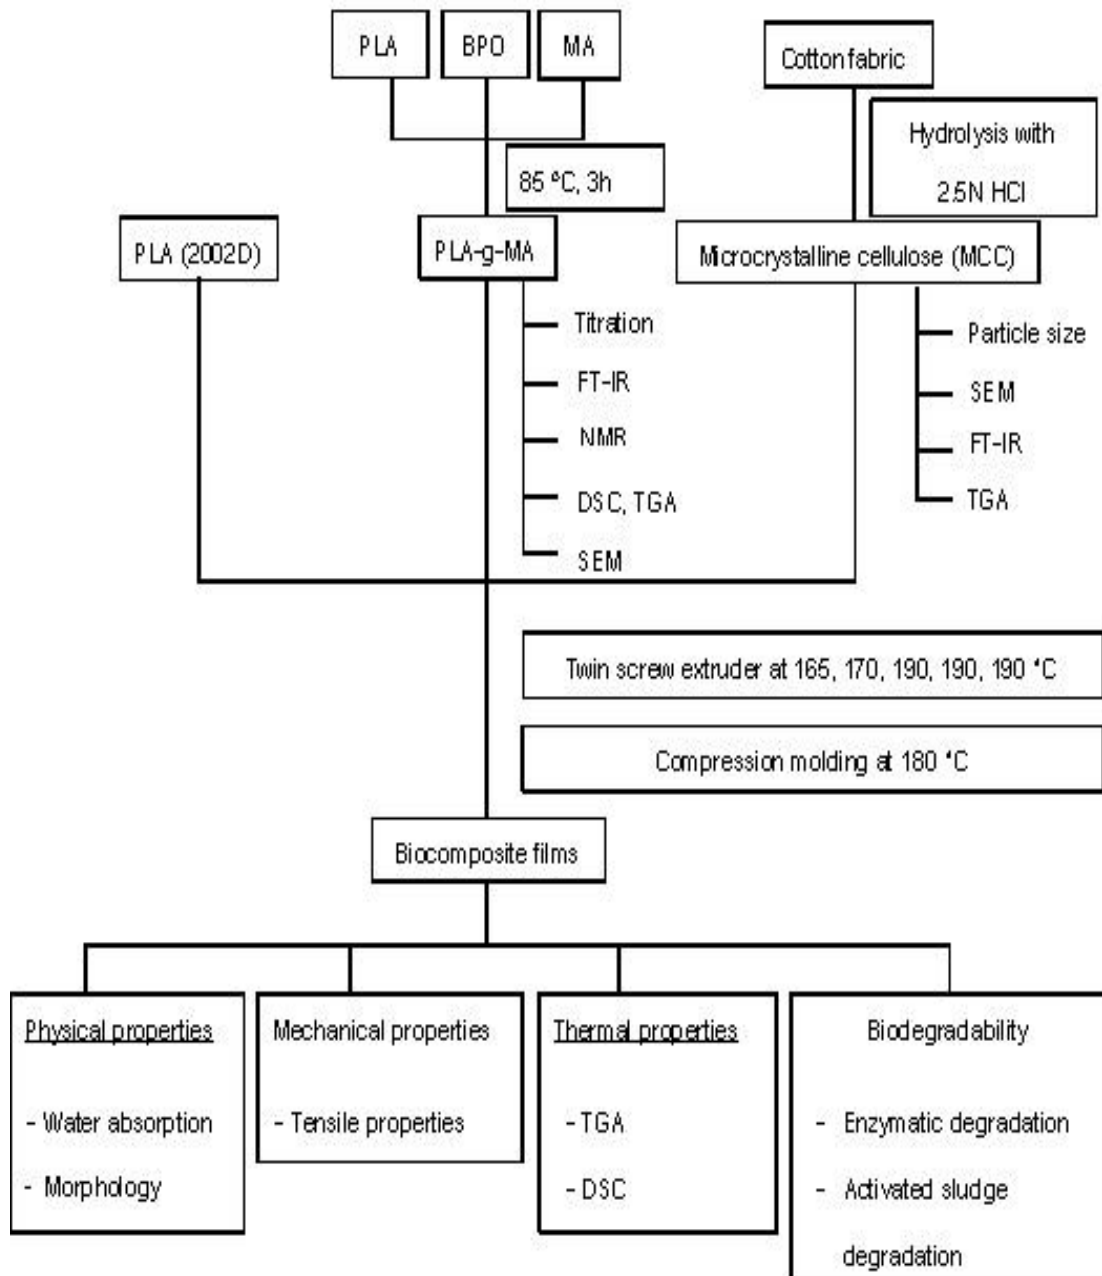 PLA
BPO
MA
Cotton fabric
Hydrolysis with
2.5N HCl
85 °C, 3h
PLA (2002D)
PLA-g-MA
Microcrystalline cellulose (MCC)
Titration
FT-IR
NMR
DSC, TGA
SEM
Particle size
SEM
FT-IR
TGA
Twin screw extruder at 165, 170, 190, 190, 190 °C
Compression molding at 180 °C
Biocomposite films
Physical properties
- Water absorption
- Morphology
Mechanical properties
- Tensile properties
Thermal properties
- TGA
- DSC
Biodegradability
- Enzymatic degradation
- Activated sludge
degradation